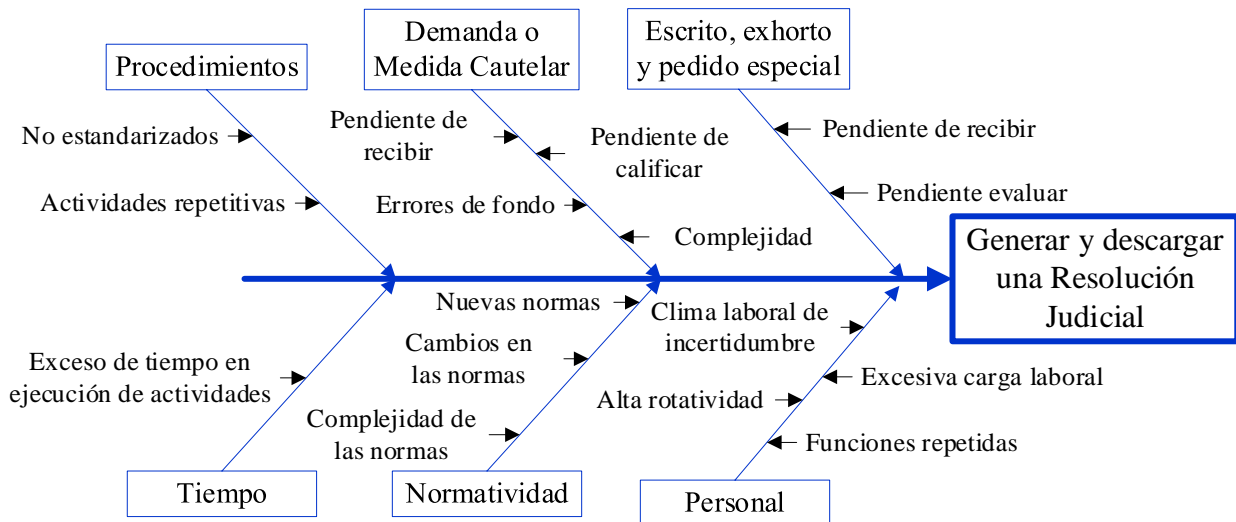 Procedimientos
Demanda o
Medida Cautelar
Escrito, exhorto
y pedido especial
No estandarizados
Actividades repetitivas
Pendiente de
recibir
Pendiente de
calificar
Errores de fondo
Complejidad
Pendiente de recibir
Pendiente evaluar
Generar y descargar
una Resolución
Judicial
Exceso de tiempo en
ejecución de actividades
Nuevas normas
Cambios en
las normas
Complejidad de
las normas
Clima laboral de
incertidumbre
Excesiva carga laboral
Alta rotatividad
Funciones repetidas
Tiempo
Normatividad
Personal